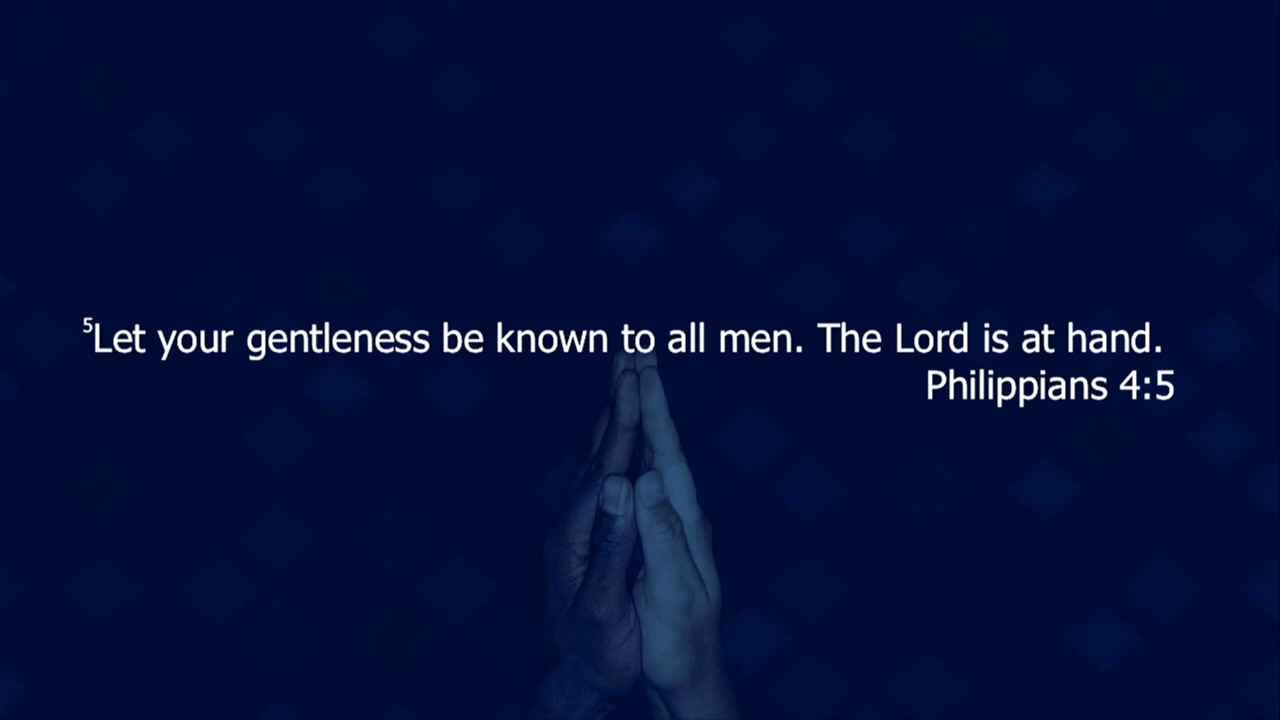 ⁵Let your gentleness be known to all men. The Lord is at hand.
Philippians 4:5